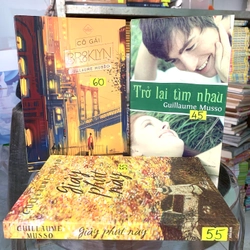 CÔ GÁI
BROOKLYN
GUILLAUME MUSSO
60
Trở lại tìm nhau
Guillaume Musso
45
giây
phút
này
GUILLAUME
MUSSO
giây phút này
55